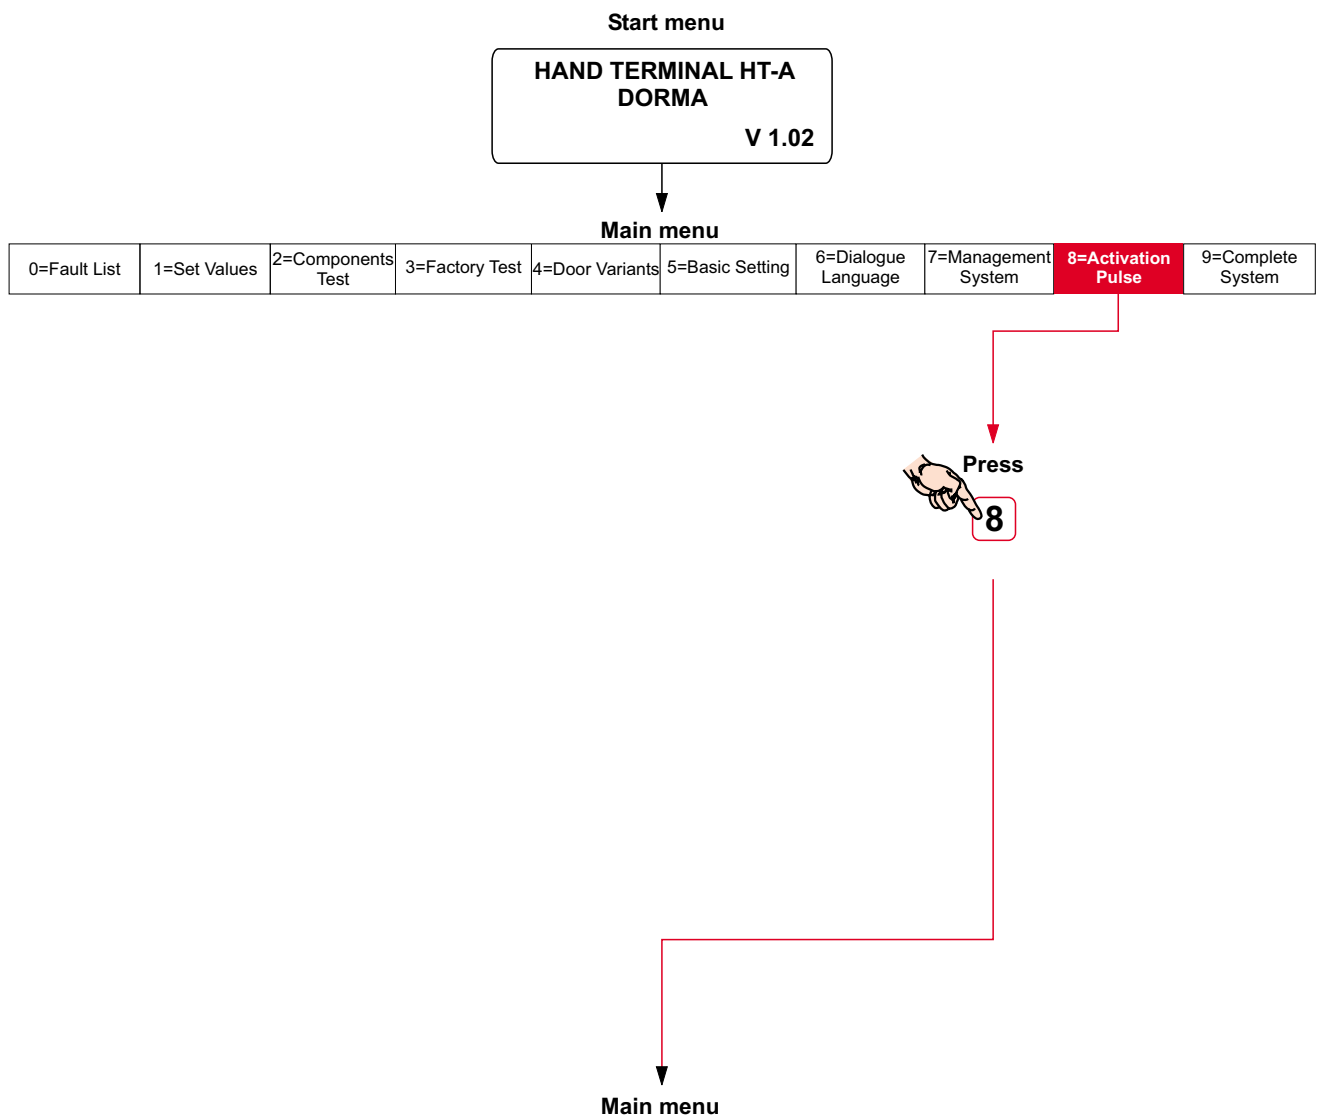 Start menu
HAND TERMINAL HT-A
DORMA
V 1.02
Main menu
0=Fault List
1=Set Values
2=Components
Test
3=Factory Test
4=Door Variants
5=Basic Setting
6=Dialogue
Language
7=Management
System
8=Activation
Pulse
9=Complete
System
Press
8
Main menu